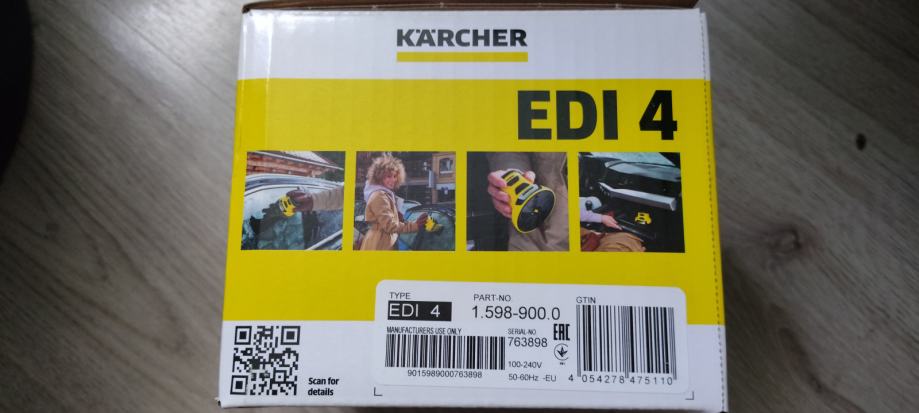 KÄRCHER
EDI 4
TYPE
EDI 4
PART-NO
1.598-900.0
GTIN
MANUFACTURERS USE ONLY
SERIAL-NO.
763898
EAC
9015989000763898
100-240V
50-60Hz -EU
4 054278 475110
Scan for
details